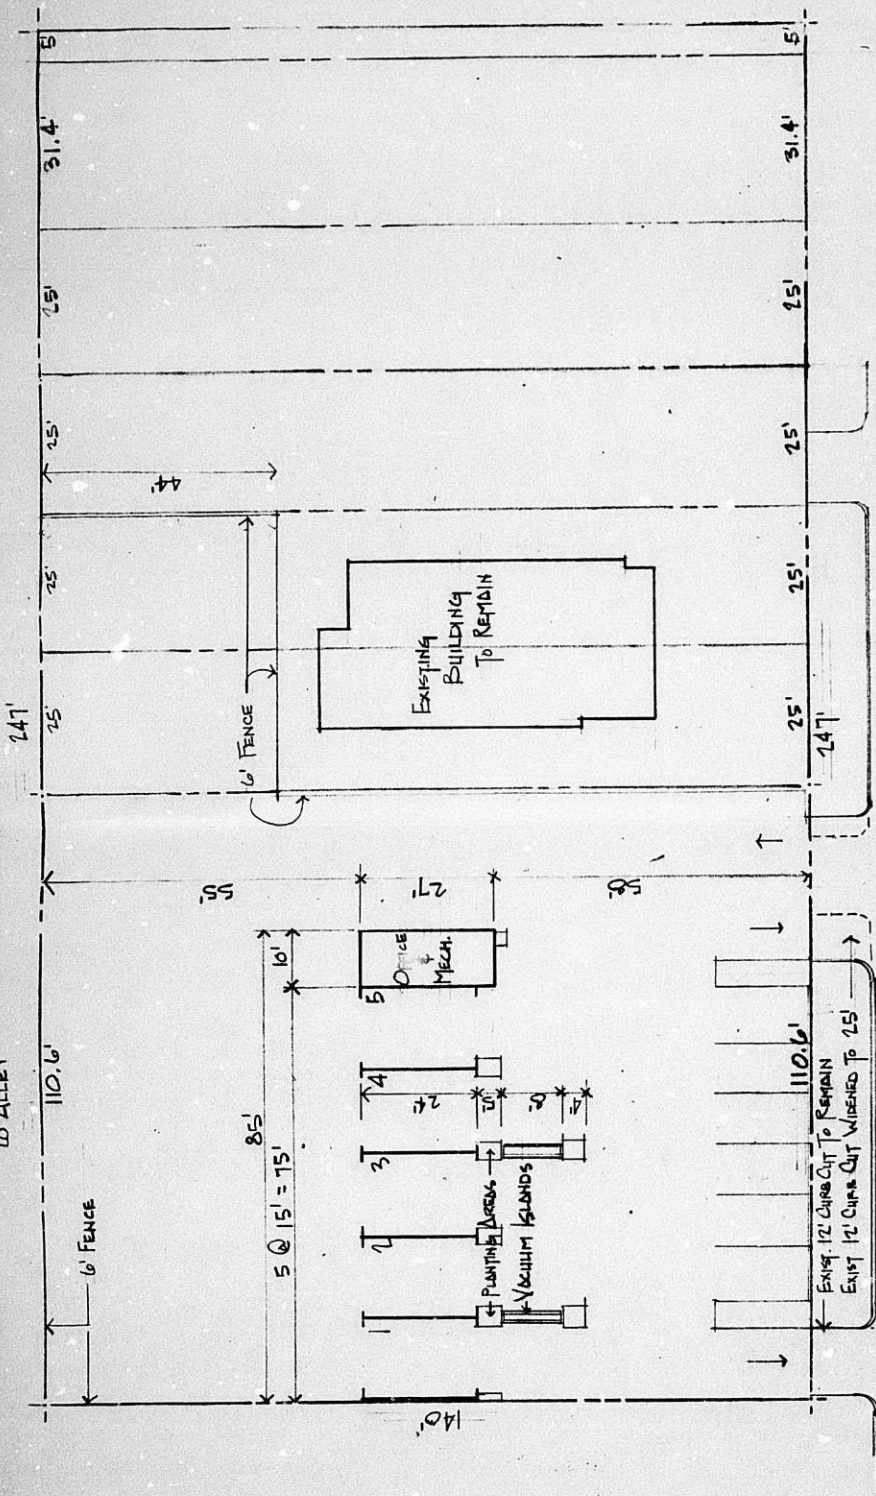 5'
5'
31.4'
31.4'
25'
25'
25'
25'
44'
25'
25'
EXISTING
BUILDING
TO REMAIN
247'
25'
25'
247'
6' FENCE
55'
27'
58'
10'
OFFICE
&
MECH.
85'
5 @ 15' = 75'
5
4
3
2
1
24'
5'
4'
PLANTING AREAS
VACUUM ISLANDS
110.6'
110.6'
ALLEY
6' FENCE
140'
EXIST. 12' CURB CUT TO REMAIN
EXIST 12' CURB CUT WIDENED TO 25'